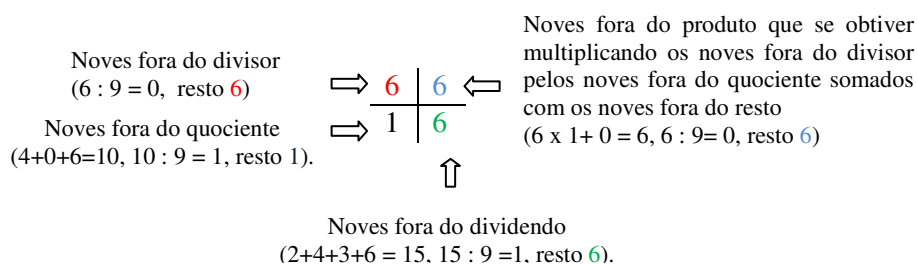 Noves fora do divisor
(6 : 9 = 0, resto 6)
Noves fora do quociente
(4+0+6=10, 10 : 9 = 1, resto 1).
6 6
1 6
Noves fora do produto que se obtiver
multiplicando os noves fora do divisor
pelos noves fora do quociente somados
com os noves fora do resto
(6 x 1+ 0 = 6, 6 : 9= 0, resto 6)
Noves fora do dividendo
(2+4+3+6 = 15, 15 : 9 =1, resto 6).